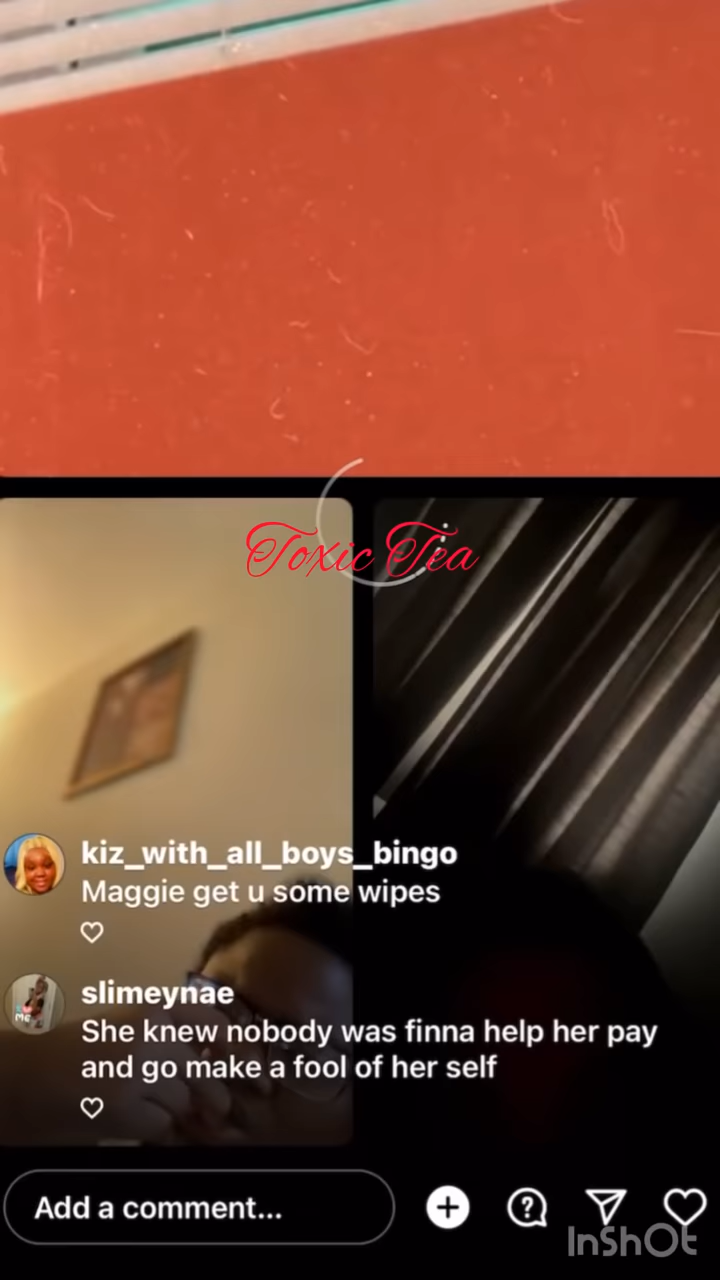 Toxic Tea
kiz_with_all_boys_bingo
Maggie get u some wipes
slimeynae
She knew nobody was finna help her pay
and go make a fool of her self
Add a comment...
InShOt